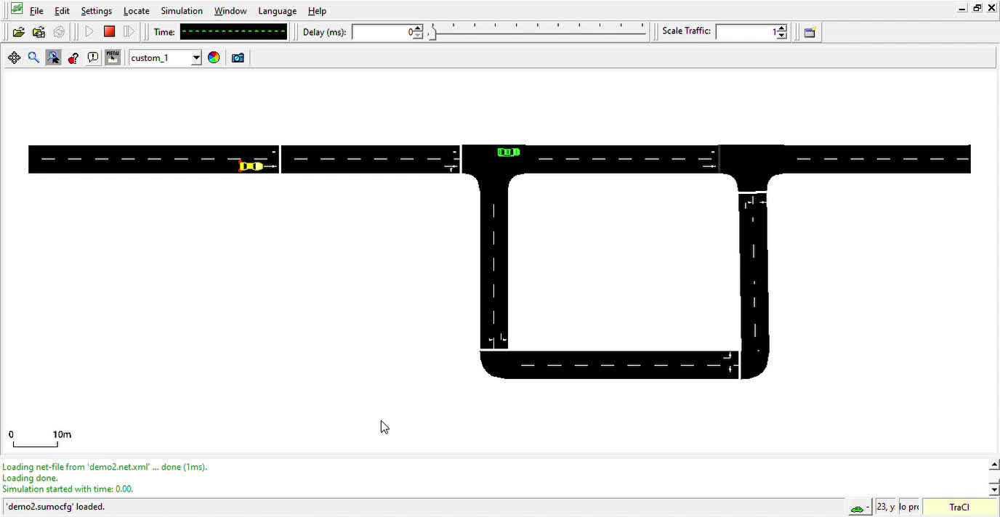 File Edit Settings Locate Simulation Window Language Help
Time: Delay (ms): 0 Scale Traffic: 1
MENU custom_1
0 10m
Loading net-file from 'demo2.net.xml' ... done (1ms).
Loading done.
Simulation started with time: 0.00.
'demo2.sumocfg' loaded. - 23, y: lo pro TraCI